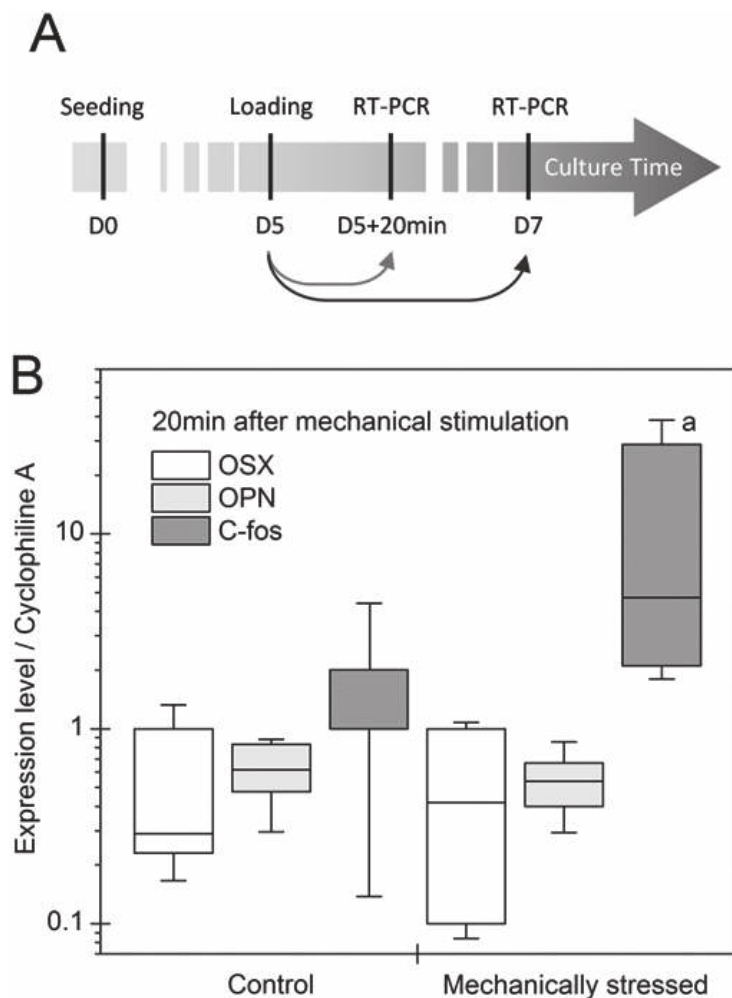 A
Seeding Loading RT-PCR RT-PCR
Culture Time
D0 D5 D5+20min D7
B
20min after mechanical stimulation
OSX
OPN
C-fos
a
10
1
0.1
Expression level / Cyclophiline A
Control Mechanically stressed